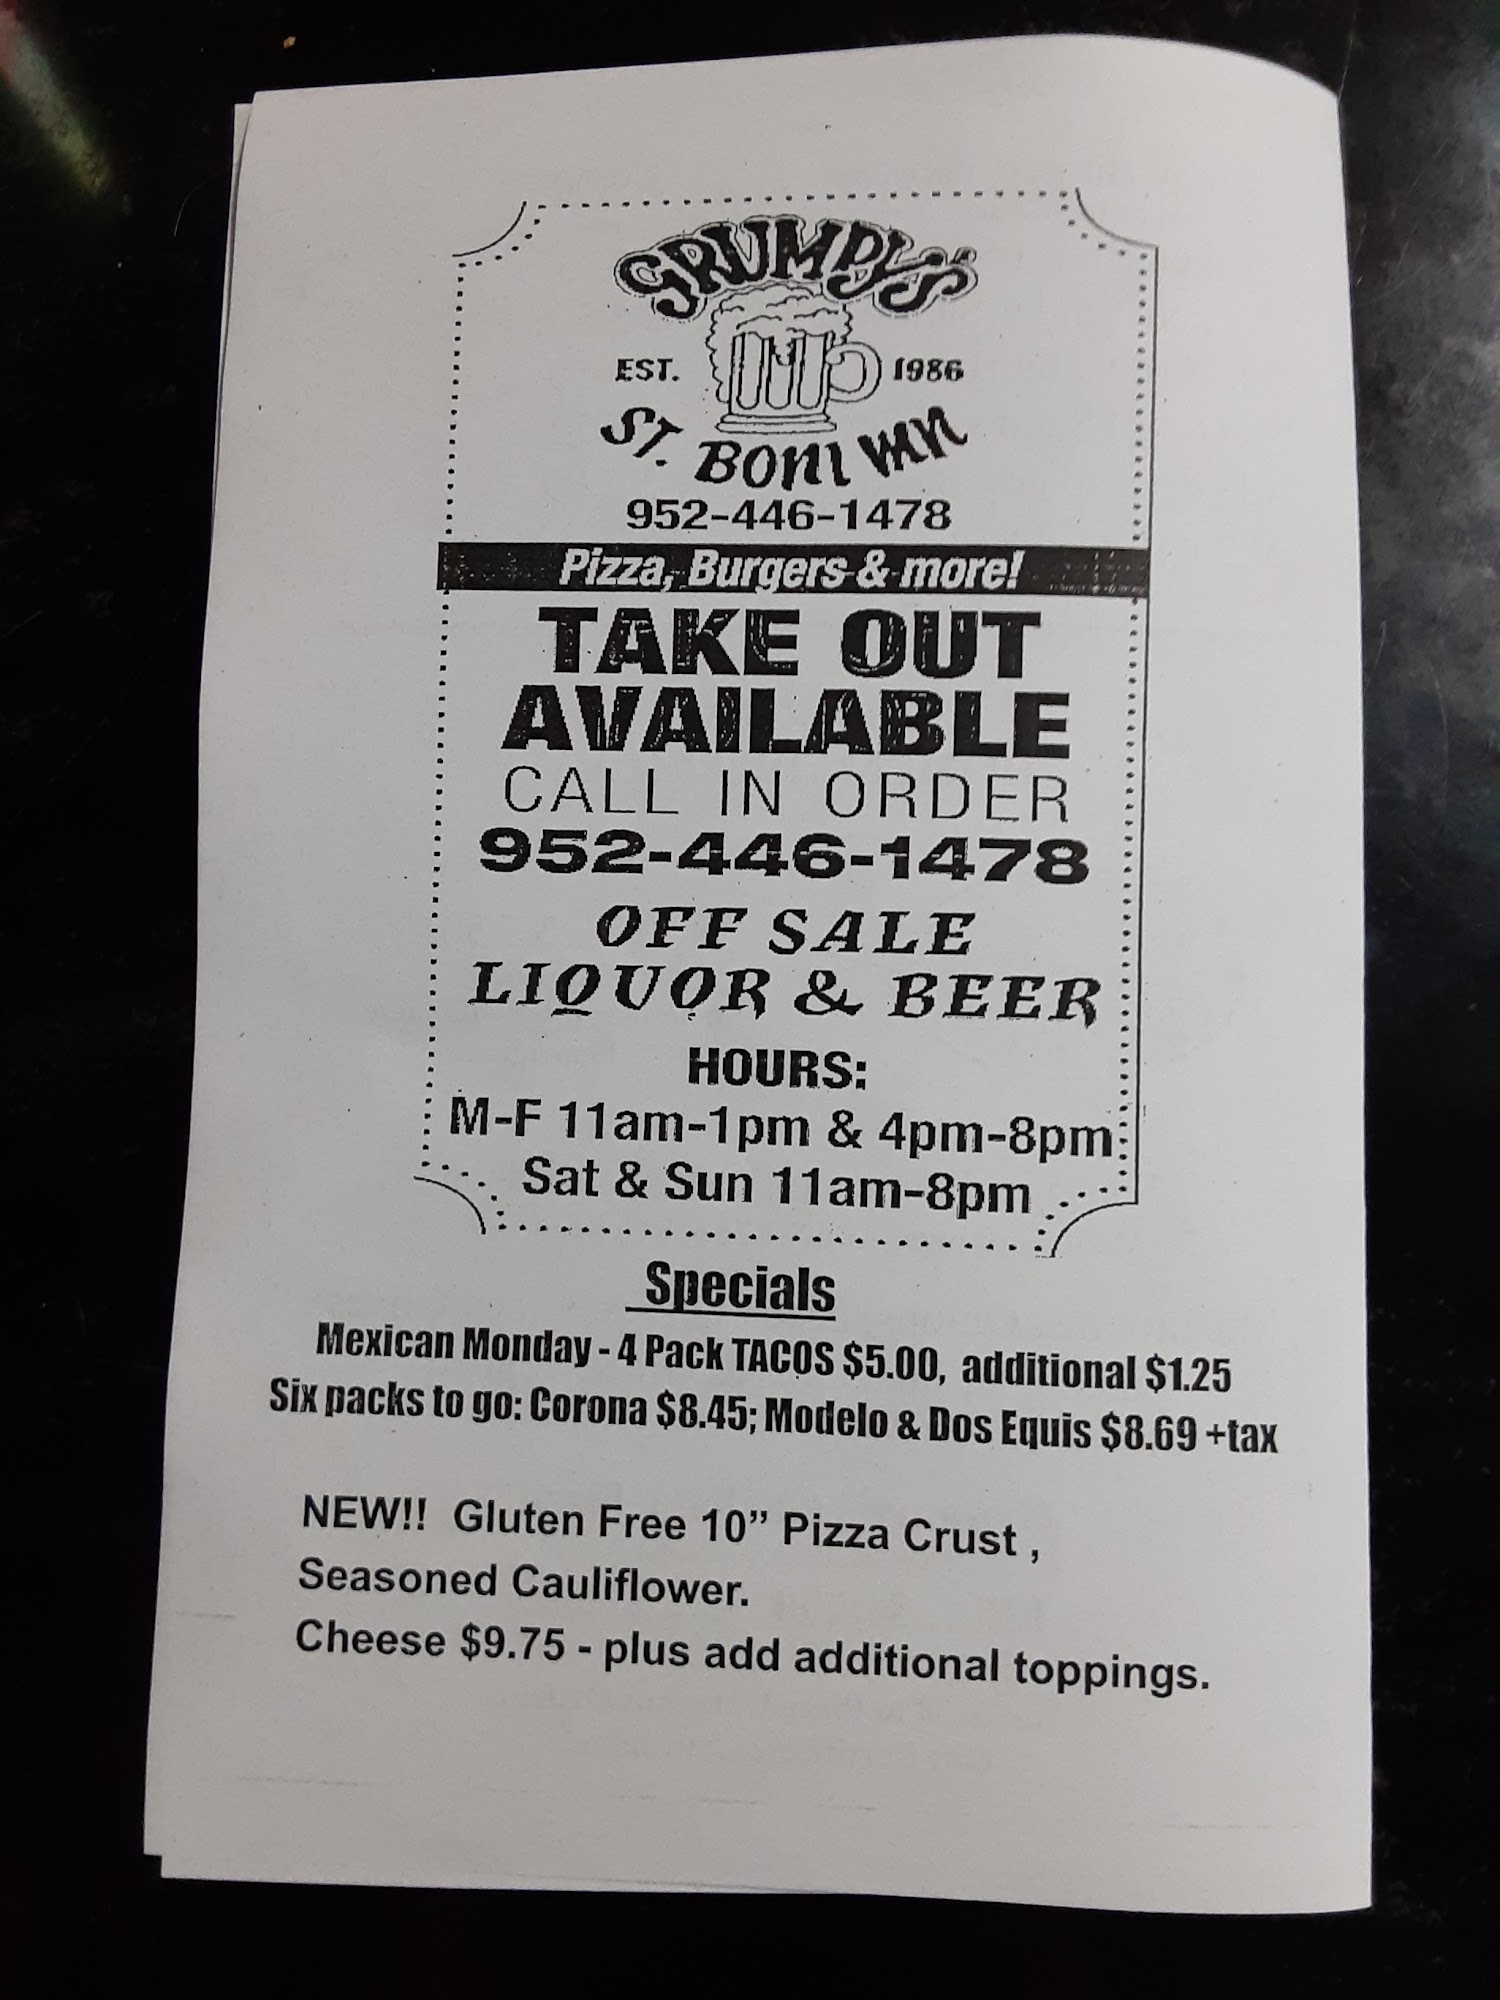 GRUMPY'S
EST. 1986
ST. BONI INN
952-446-1478
Pizza, Burgers & more!
TAKE OUT
AVAILABLE
CALL IN ORDER
952-446-1478
OFF SALE
LIQUOR & BEER
HOURS:
M-F 11am-1pm & 4pm-8pm
Sat & Sun 11am-8pm
Specials
Mexican Monday - 4 Pack TACOS $5.00, additional $1.25
Six packs to go: Corona $8.45; Modelo & Dos Equis $8.69 +tax
NEW!! Gluten Free 10” Pizza Crust ,
Seasoned Cauliflower.
Cheese $9.75 - plus add additional toppings.